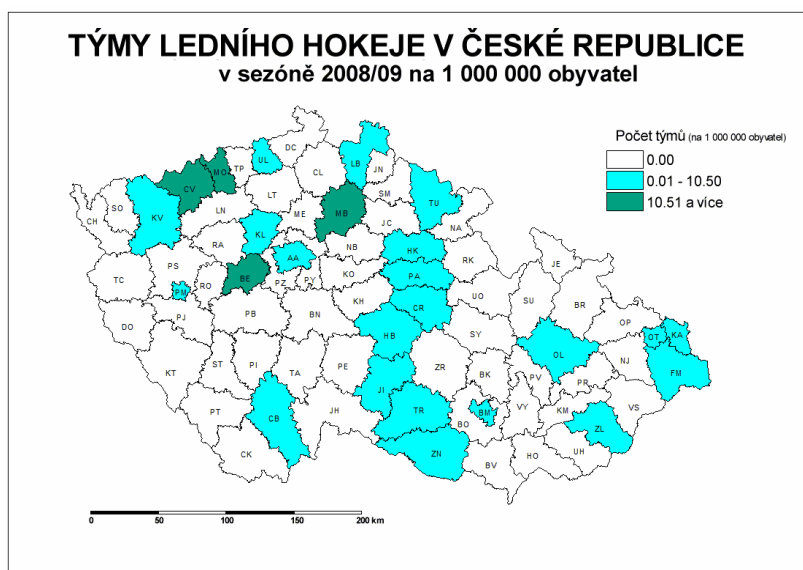 TÝMY LEDNÍHO HOKEJE V ČESKÉ REPUBLICE
v sezóně 2008/09 na 1 000 000 obyvatel
Počet týmů (na 1 000 000 obyvatel)
0.00
0.01 - 10.50
10.51 a více
DC
UL
MO
TP
LB
CL
JN
CV
LT
SM
TU
SO
KV
LN
ME
MB
JC
NA
CH
RA
KL
NB
HK
AA
RK
TC
PS
RO
BE
PZ
PY
KO
PA
JE
PM
KH
CR
UO
SU
BR
DO
PJ
PB
BN
HB
SY
OP
OT
KA
KT
ST
PI
TA
PE
ZR
OL
NJ
FM
BK
PV
PR
JI
PT
CB
JH
TR
BO
BM
VY
KM
VS
ZL
CK
ZN
BV
HO
UH
0 50 100 150 200 km